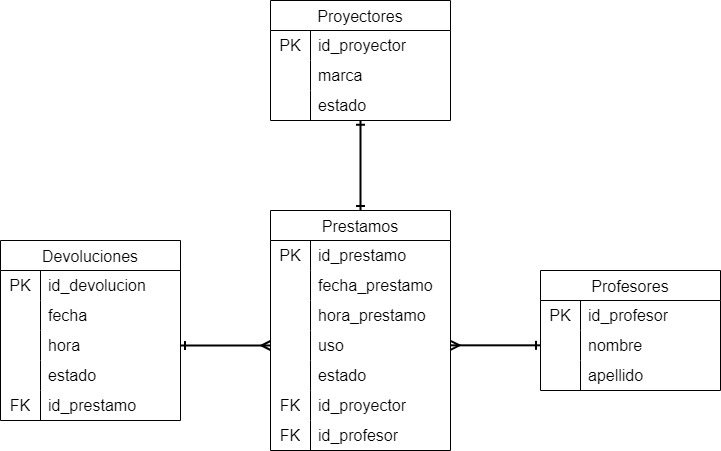 Proyectores
PK id_proyector
marca
estado
Prestamos
PK id_prestamo
fecha_prestamo
hora_prestamo
uso
estado
FK id_proyector
FK id_profesor
Devoluciones
PK id_devolucion
fecha
hora
estado
FK id_prestamo
Profesores
PK id_profesor
nombre
apellido